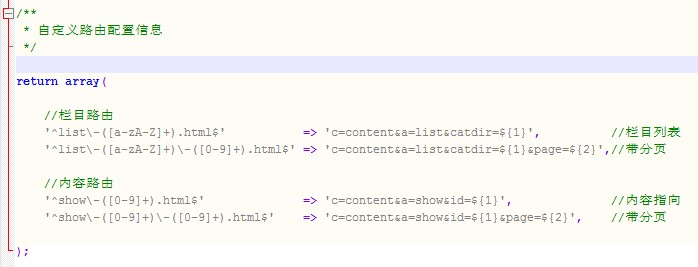 /**
 * 自定义路由配置信息
 */
return array(
    //栏目路由
    '^list\-([a-zA-Z]+).html$'            => 'c=content&a=list&catdir=${1}',          //栏目列表
    '^list\-([a-zA-Z]+)\-([0-9]+).html$' => 'c=content&a=list&catdir=${1}&page=${2}',//带分页
    //内容路由
    '^show\-([0-9]+).html$'               => 'c=content&a=show&id=${1}',              //内容指向
    '^show\-([0-9]+)\-([0-9]+).html$'     => 'c=content&a=show&id=${1}&page=${2}',    //带分页
);